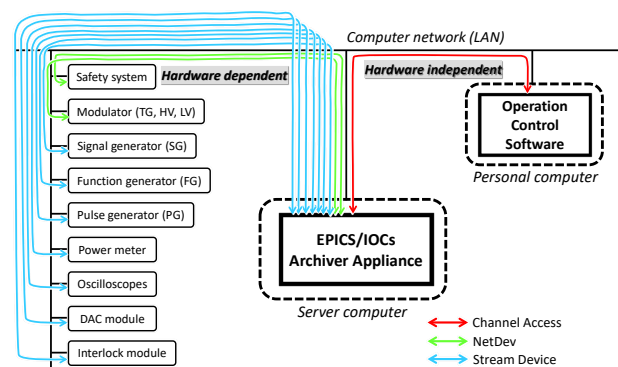 Computer network (LAN)
Safety system
Hardware dependent
Hardware independent
Modulator (TG, HV, LV)
Operation
Control
Software
Signal generator (SG)
Personal computer
Function generator (FG)
Pulse generator (PG)
EPICS/IOCs
Archiver Appliance
Power meter
Oscilloscopes
Server computer
DAC module
Channel Access
NetDev
Interlock module
Stream Device